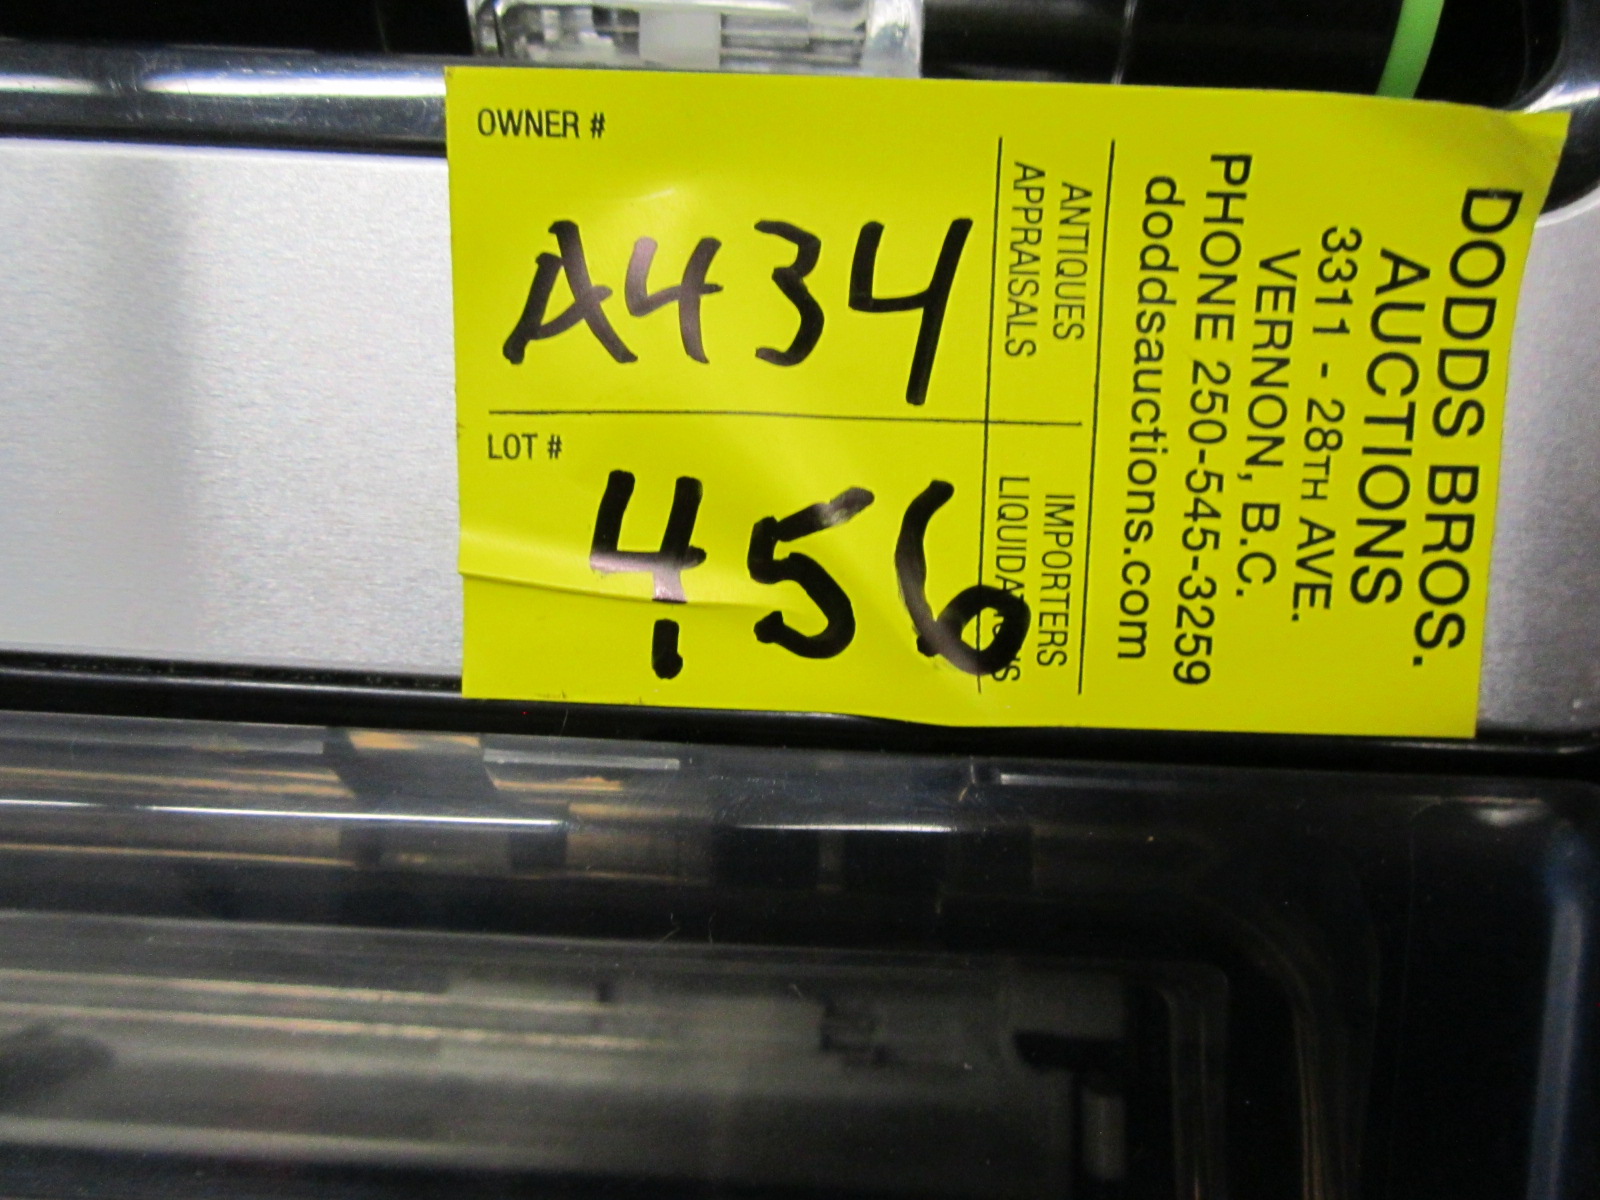 OWNER #
A434
LOT #
456
ANTIQUES
APPRAISALS
IMPORTERS
LIQUIDATIONS
DODDS BROS.
AUCTIONS
3311 - 28TH AVE.
VERNON, B.C.
PHONE 250-545-3259
doddsauctions.com